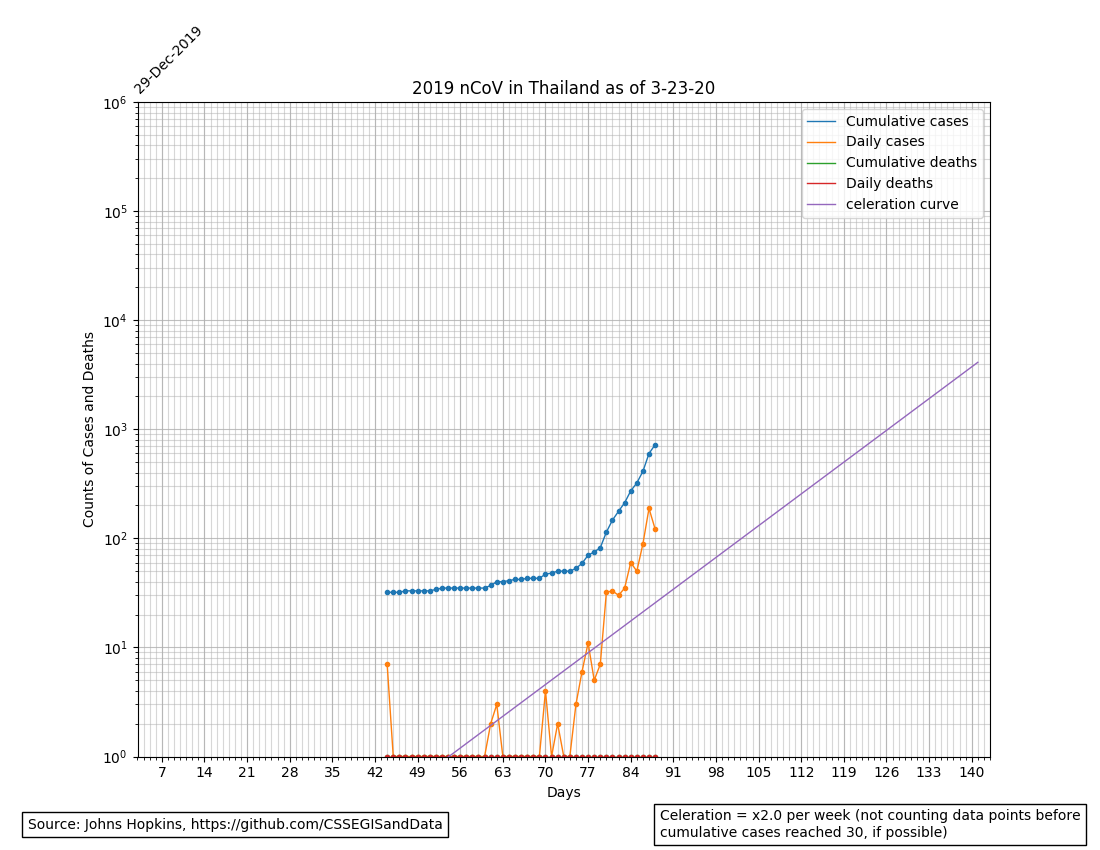 29-Dec-2019
2019 nCoV in Thailand as of 3-23-20
Cumulative cases
Daily cases
Cumulative deaths
Daily deaths
celeration curve
Counts of Cases and Deaths
10^6
10^5
10^4
10^3
10^2
10^1
10^0
7 14 21 28 35 42 49 56 63 70 77 84 91 98 105 112 119 126 133 140
Days
Source: Johns Hopkins, https://github.com/CSSEGISandData
Celeration = x2.0 per week (not counting data points before
cumulative cases reached 30, if possible)